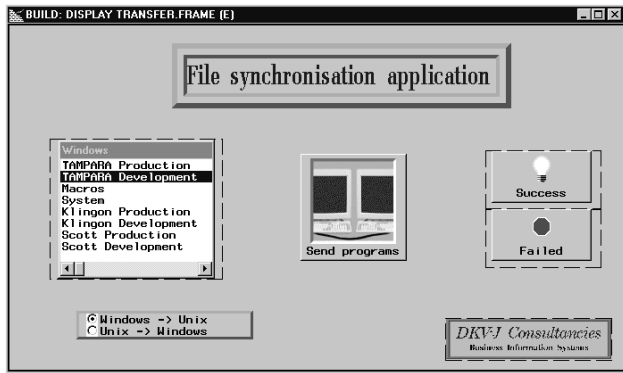 BUILD: DISPLAY TRANSFER.FRAME (E)
File synchronisation application
Windows
TAMPARA Production
TAMPARA Development
Macros
System
Klingon Production
Klingon Development
Scott Production
Scott Development
Send programs
Success
Failed
Windows -> Unix
Unix -> Windows
DKV-J Consultancies
Business Information Systems